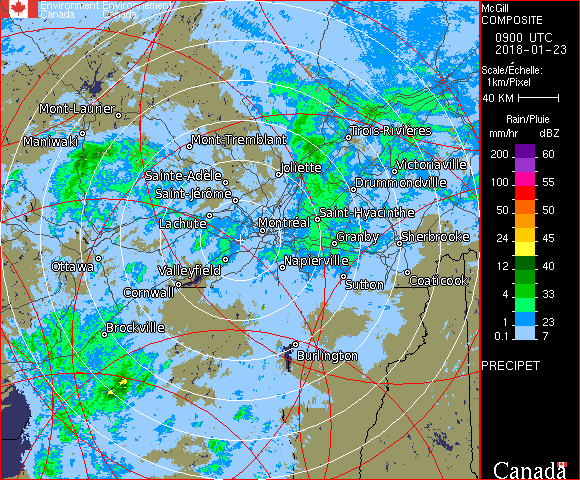 Environment Environnement
Canada Canada
McGill
COMPOSITE
0900 UTC
2018-01-23
Scale/Échelle:
1km/Pixel
40 KM
Rain/Pluie
mm/hr dBZ
200 60
100 55
50 50
24 45
12 40
4 33
1 23
0.1 7
PRECIPET
Canada
Mont-Laurier
Maniwaki
Mont-Tremblant
Trois-Rivières
Joliette
Victoriaville
Sainte-Adèle
Drummondville
Saint-Jérôme
Saint-Hyacinthe
Lachute
Montréal
Granby
Sherbrooke
Ottawa
Valleyfield
Napierville
Coaticook
Cornwall
Sutton
Brockville
Burlington